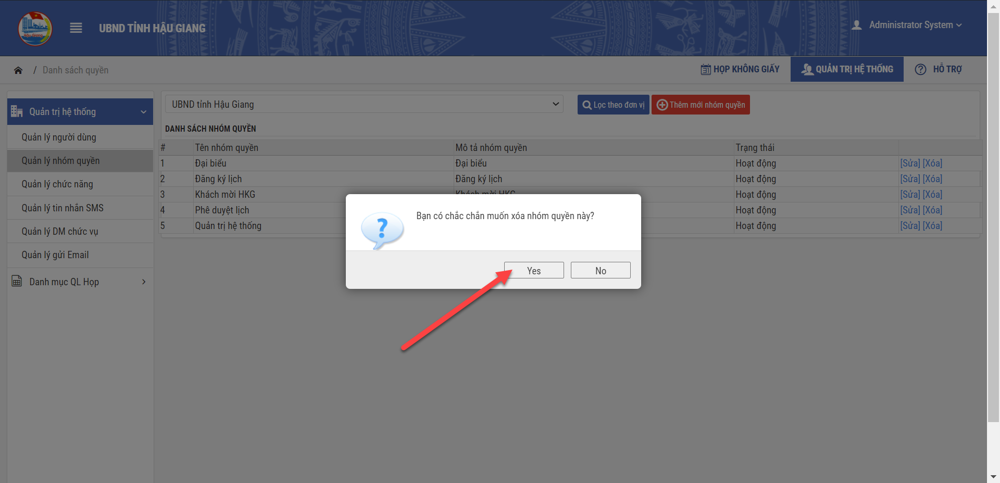 UBND TỈNH HẬU GIANG
Administrator System
Hậu Giang
/ Danh sách quyền
HỌP KHÔNG GIẤY
QUẢN TRỊ HỆ THỐNG
HỖ TRỢ
Quản trị hệ thống
Quản lý người dùng
Quản lý nhóm quyền
Quản lý chức năng
Quản lý tin nhắn SMS
Quản lý DM chức vụ
Quản lý gửi Email
Danh mục QL Họp
UBND tỉnh Hậu Giang
Lọc theo đơn vị
Thêm mới nhóm quyền
DANH SÁCH NHÓM QUYỀN
# Tên nhóm quyền Mô tả nhóm quyền Trạng thái
1 Đại biểu Đại biểu Hoạt động [Sửa] [Xóa]
2 Đăng ký lịch Đăng ký lịch Hoạt động [Sửa] [Xóa]
3 Khách mời HKG Khách mời HKG Hoạt động [Sửa] [Xóa]
4 Phê duyệt lịch Hoạt động [Sửa] [Xóa]
5 Quản trị hệ thống Hoạt động [Sửa] [Xóa]
Bạn có chắc chắn muốn xóa nhóm quyền này?
Yes
No